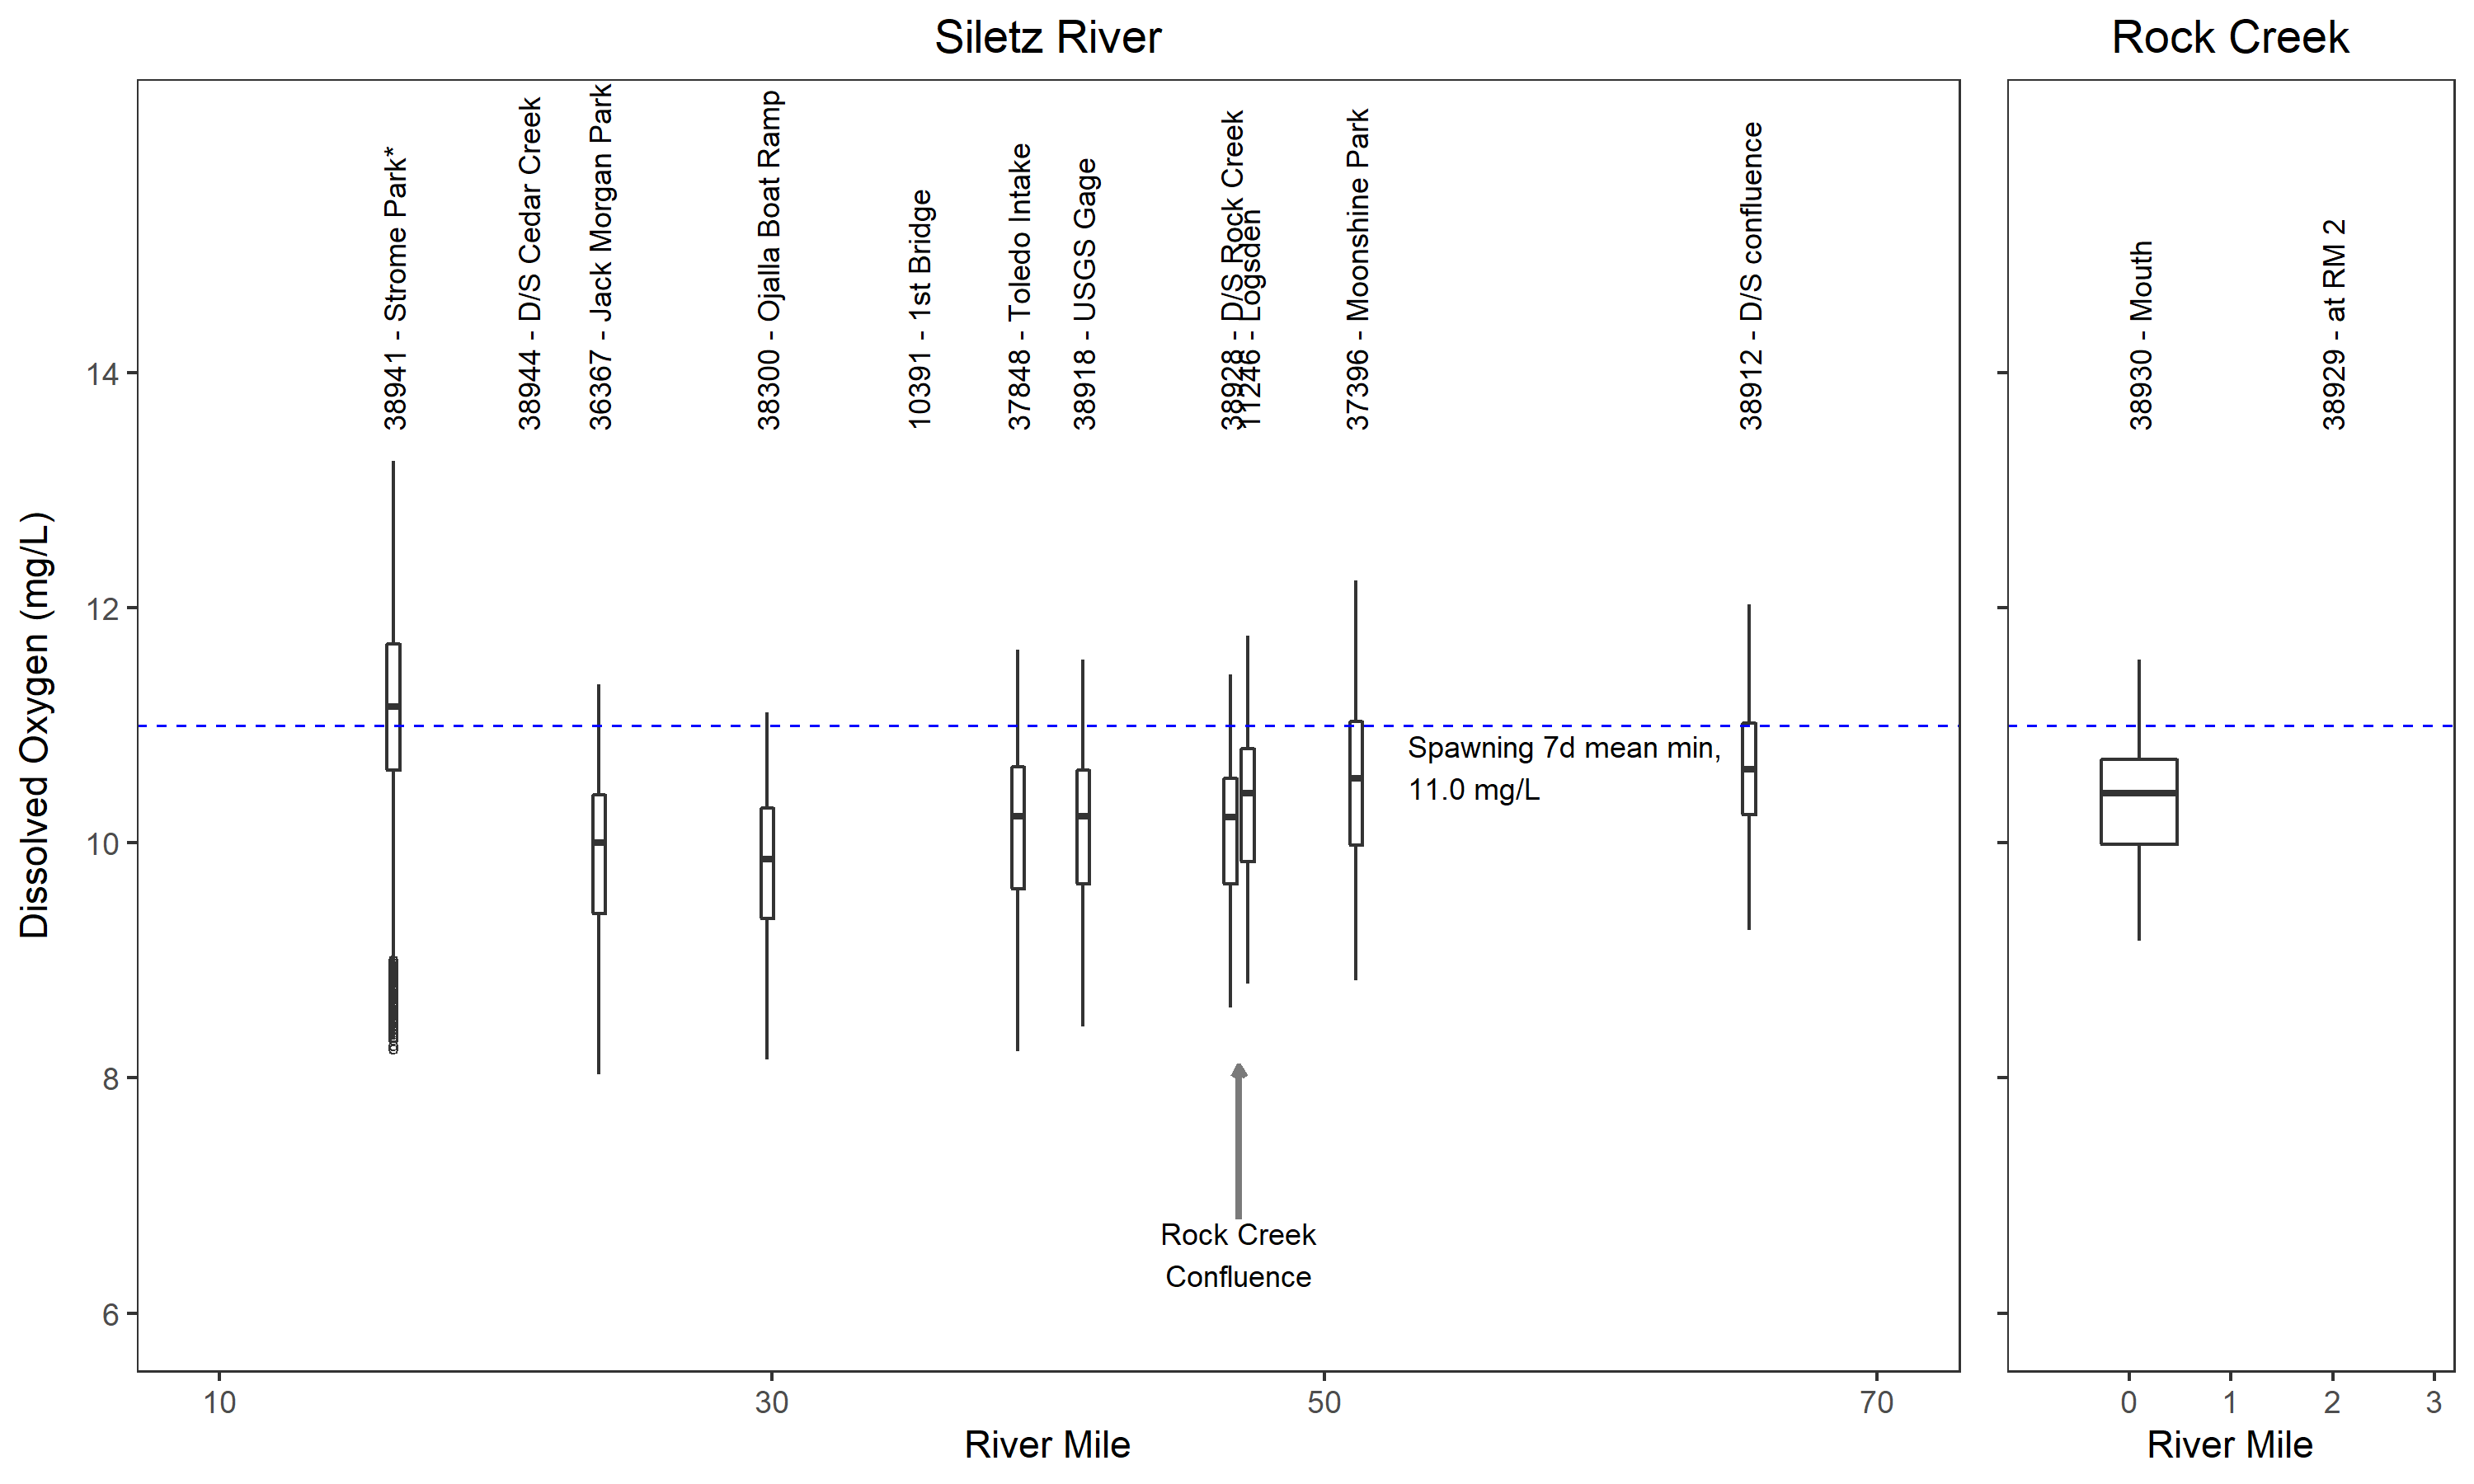 Siletz River
Rock Creek
38941 - Strome Park*
38944 - D/S Cedar Creek
36367 - Jack Morgan Park
38300 - Ojalla Boat Ramp
10391 - 1st Bridge
37848 - Toledo Intake
38918 - USGS Gage
38928 - D/S Rock Creek
11246 - Logsden
37396 - Moonshine Park
38912 - D/S confluence
38930 - Mouth
38929 - at RM 2
Dissolved Oxygen (mg/L)
14
12
10
8
6
Spawning 7d mean min,
11.0 mg/L
Rock Creek
Confluence
10
30
50
70
0
1
2
3
River Mile
River Mile